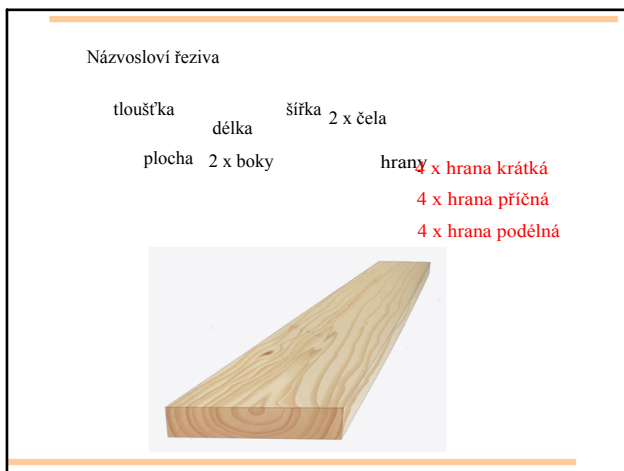 Názvosloví řeziva
tloušťka
délka
šířka
2 x čela
plocha
2 x boky
hrany
4 x hrana krátká
4 x hrana příčná
4 x hrana podélná